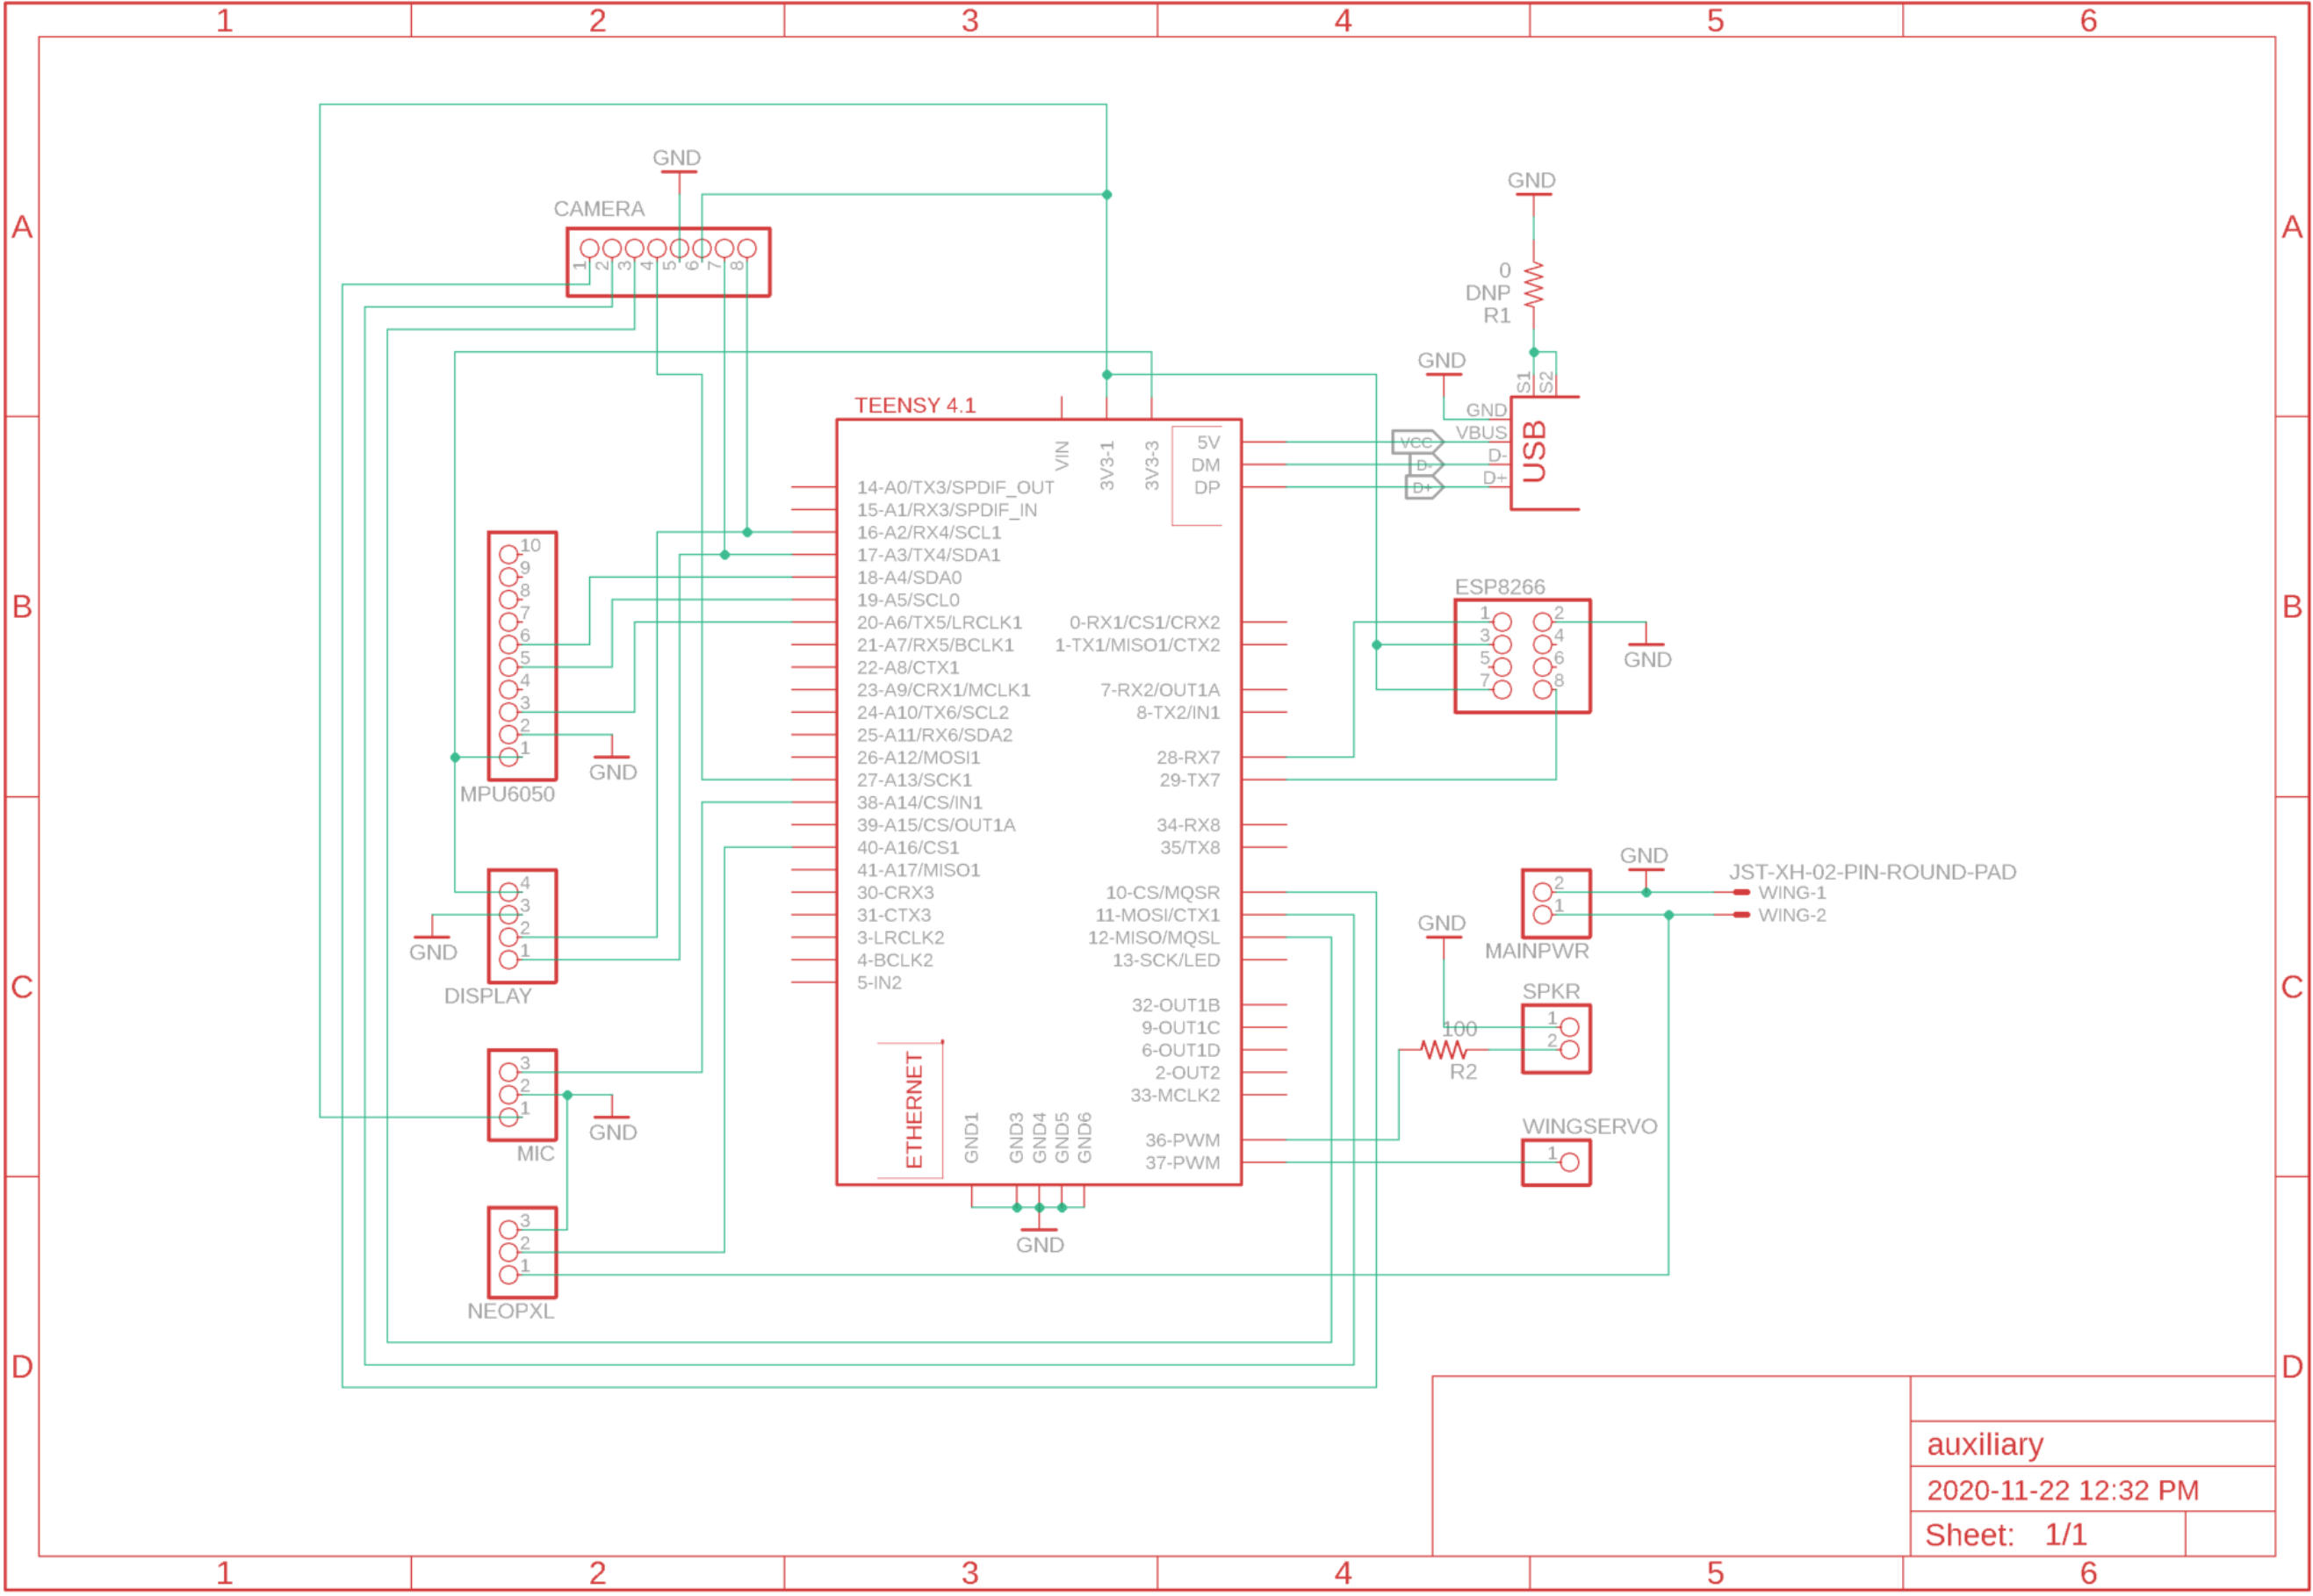 1 2 3 4 5 6
A A
B B
C C
D D
GND
CAMERA
1 2 3 4 5 6 7 8
GND
0
DNP
R1
GND
S1 S2
GND
VBUS
D-
D+
USB
VCC
D-
D+
TEENSY 4.1
VIN
3V3-1
3V3-3
5V
DM
DP
14-A0/TX3/SPDIF_OUT
15-A1/RX3/SPDIF_IN
16-A2/RX4/SCL1
17-A3/TX4/SDA1
18-A4/SDA0
19-A5/SCL0
20-A6/TX5/LRCLK1
21-A7/RX5/BCLK1
22-A8/CTX1
23-A9/CRX1/MCLK1
24-A10/TX6/SCL2
25-A11/RX6/SDA2
26-A12/MOSI1
27-A13/SCK1
38-A14/CS/IN1
39-A15/CS/OUT1A
40-A16/CS1
41-A17/MISO1
30-CRX3
31-CTX3
3-LRCLK2
4-BCLK2
5-IN2
0-RX1/CS1/CRX2
1-TX1/MISO1/CTX2
7-RX2/OUT1A
8-TX2/IN1
28-RX7
29-TX7
34-RX8
35/TX8
10-CS/MQSR
11-MOSI/CTX1
12-MISO/MQSL
13-SCK/LED
32-OUT1B
9-OUT1C
6-OUT1D
2-OUT2
33-MCLK2
36-PWM
37-PWM
ETHERNET
GND1
GND3
GND4
GND5
GND6
GND
10
9
8
7
6
5
4
3
2
1
GND
MPU6050
4
3
2
1
GND
DISPLAY
3
2
1
GND
MIC
3
2
1
NEOPXL
ESP8266
1 2
3 4
5 6
7 8
GND
GND
JST-XH-02-PIN-ROUND-PAD
2 WING-1
1 WING-2
MAINPWR
GND
SPKR
1
100
2
R2
WINGSERVO
1
auxiliary
2020-11-22 12:32 PM
Sheet: 1/1
1 2 3 4 5 6